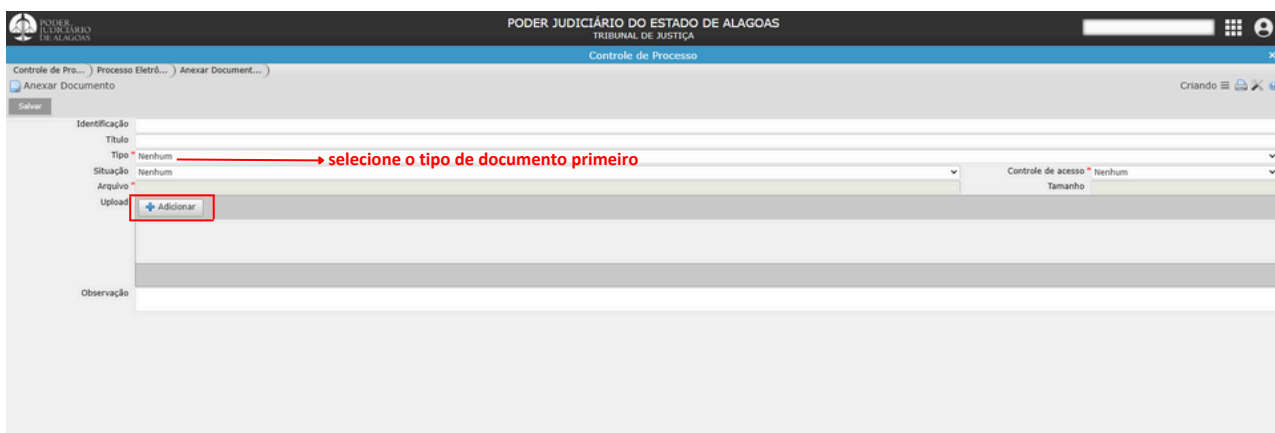 PODER JUDICIÁRIO DE ALAGOAS
PODER JUDICIÁRIO DO ESTADO DE ALAGOAS
TRIBUNAL DE JUSTIÇA
Controle de Processo
Controle de Pro... ) Processo Eletrô... ) Anexar Document... )
Anexar Documento
Criando
Salvar
Identificação
Título
Tipo * Nenhum
selecione o tipo de documento primeiro
Situação Nenhum
Controle de acesso * Nenhum
Arquivo *
Tamanho
Upload
Adicionar
Observação